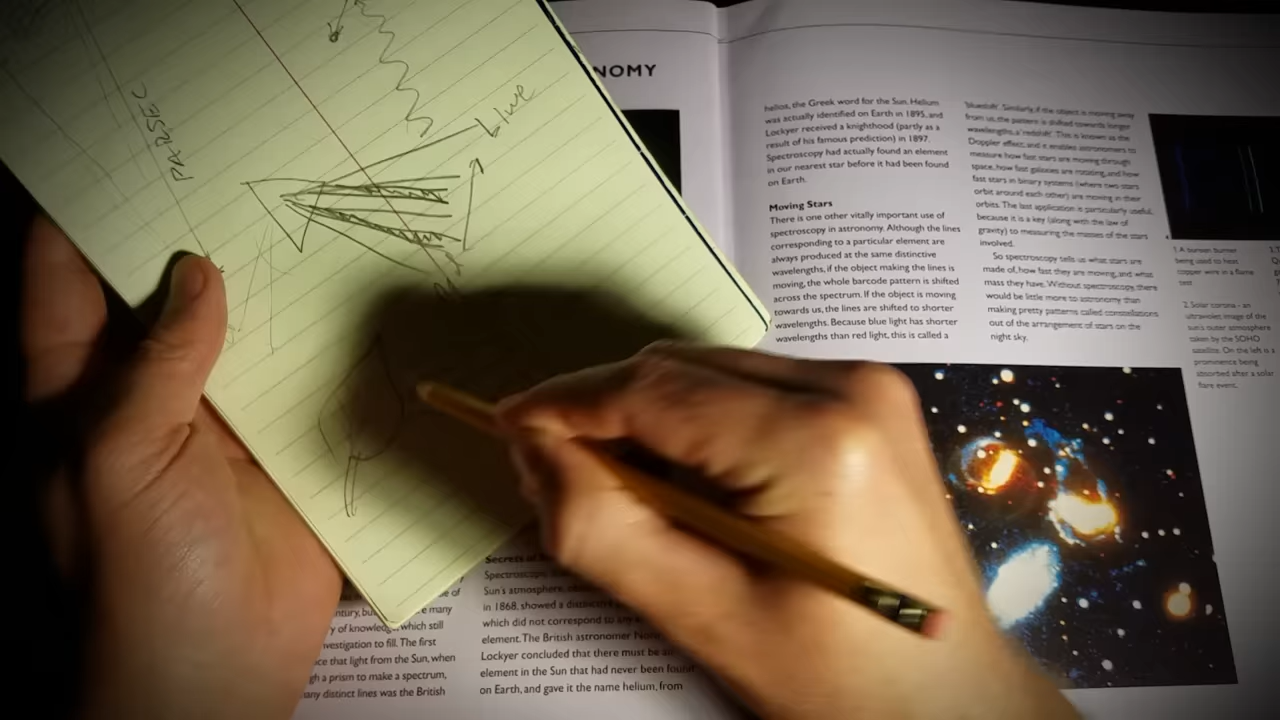 PARSEC
blue
NOMY
helios, the Greek word for the Sun. Helium
was actually identified on Earth in 1895, and
Lockyer received a knighthood (partly as a
result of his famous prediction) in 1897.
Spectroscopy had actually found an element
in our nearest star before it had been found
on Earth.
Moving Stars
There is one other vitally important use of
spectroscopy in astronomy. Although the lines
corresponding to a particular element are
always produced at the same distinctive
wavelengths, if the object making the lines is
moving, the whole barcode pattern is shifted
across the spectrum. If the object is moving
towards us, the lines are shifted to shorter
wavelengths. Because blue light has shorter
wavelengths than red light, this is called a
'blueshift'. Similarly, if the object is moving away
from us, the pattern is shifted towards longer
wavelengths, a 'redshift'. This is known as the
Doppler effect, and it enables astronomers to
measure how fast stars are moving through
space, how fast galaxies are rotating, and how
fast stars in binary systems (where two stars
orbit around each other) are moving in their
orbits. The last application is particularly useful,
because it is a key (along with the law of
gravity) to measuring the masses of the stars
involved.
So spectroscopy tells us what stars are
made of, how fast they are moving, and what
mass they have. Without spectroscopy, there
would be little more to astronomy than
making pretty patterns called constellations
out of the arrangement of stars on the
night sky.
1. A bunsen burner
being used to heat
copper wire in a flame
test
2. Solar corona - an
ultraviolet image of the
sun's outer atmosphere
taken by the SOHO
satellite. On the left is a
prominence being
absorbed after a solar
flare event.
of
many
y of knowledge which still
vestigation to fill. The first
ice that light from the Sun, when
gh a prism to make a spectrum,
any distinct lines was the British
Secrets of
Sun's atmosphere,
in 1868, showed a distinctive
which did not correspond to any
element. The British astronomer
Lockyer concluded that there must be an
element in the Sun that had never been found
on Earth, and gave it the name helium, from